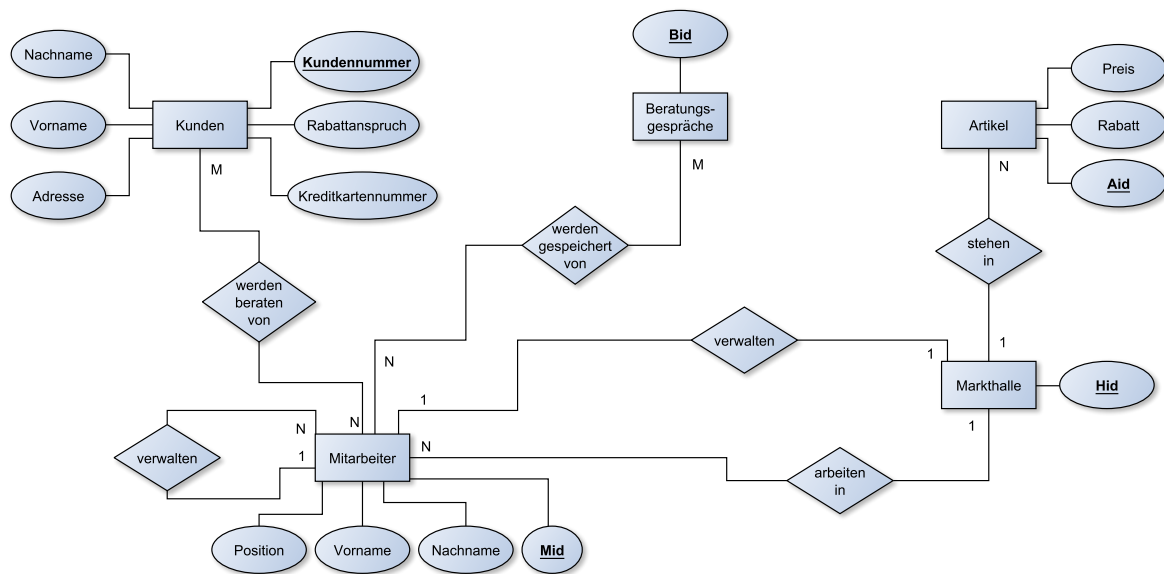 Nachname
Kundennummer
Bid
Preis
Vorname
Kunden
Rabattanspruch
Beratungs-
gespräche
Artikel
Rabatt
M
M
N
Adresse
Kreditkartennummer
Aid
werden
gespeichert
von
stehen
in
werden
beraten
von
verwalten
N
1
1
1
Markthalle
Hid
1
N
N
1
verwalten
Mitarbeiter
N
1
arbeiten
in
Position
Vorname
Nachname
Mid